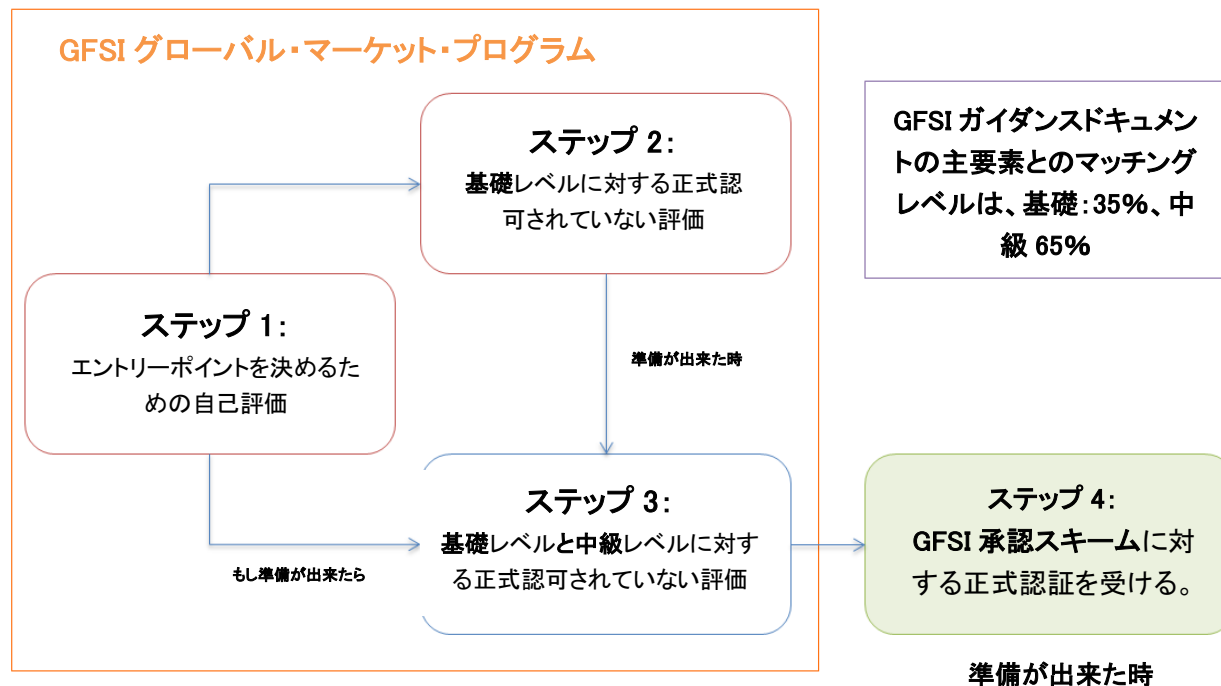 GFSI グローバル・マーケット・プログラム
ステップ 2:
基礎レベルに対する正式認
可されていない評価
GFSI ガイダンスドキュメン
トの主要素とのマッチング
レベルは、基礎:35%、中
級 65%
ステップ 1:
エントリーポイントを決めるた
めの自己評価
準備が出来た時
もし準備が出来たら
ステップ 3:
基礎レベルと中級レベルに対す
る正式認可されていない評価
ステップ 4:
GFSI 承認スキームに対
する正式認証を受ける。
準備が出来た時